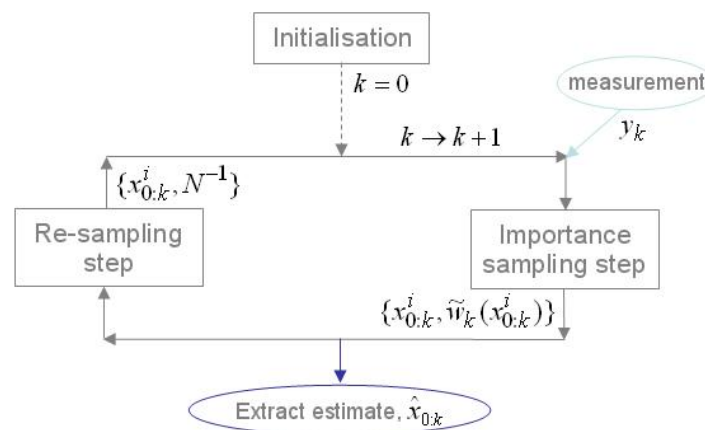 Initialisation
k = 0
measurement
k → k + 1
y_k
{x^i_{0:k}, N^{-1}}
Re-sampling
step
Importance
sampling step
{x^i_{0:k}, w̃_k(x^i_{0:k})}
Extract estimate, x̂_{0:k}